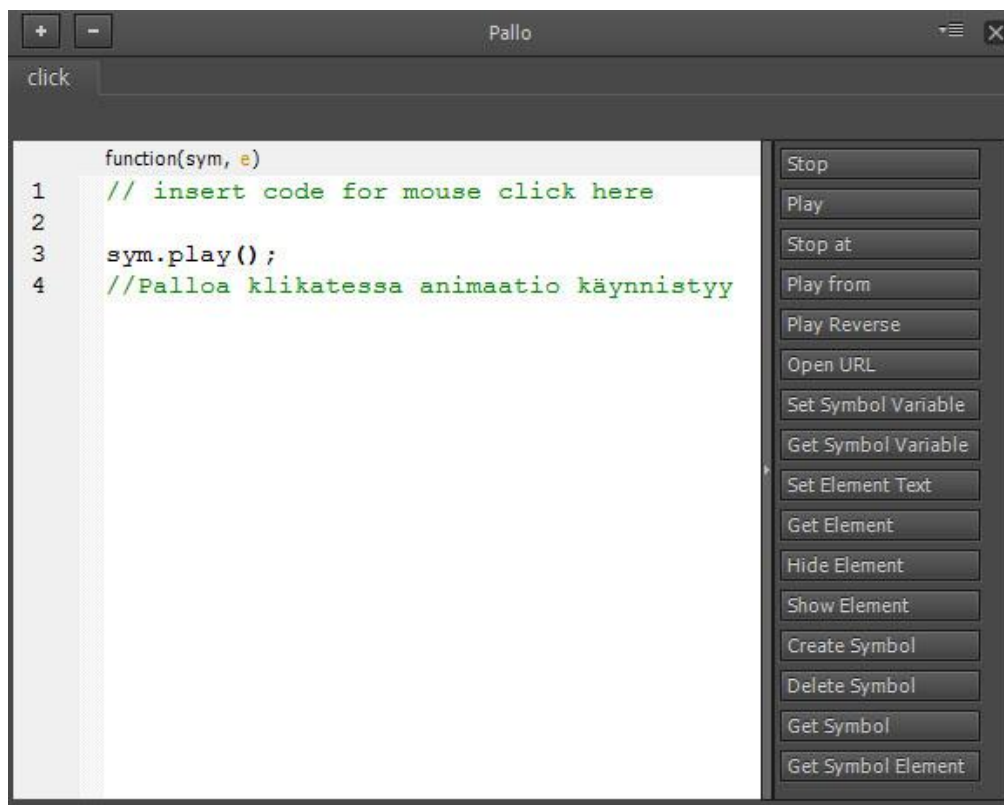 + - Pallo
click
function(sym, e)
1 // insert code for mouse click here
2
3 sym.play();
4 //Palloa klikatessa animaatio käynnistyy
Stop
Play
Stop at
Play from
Play Reverse
Open URL
Set Symbol Variable
Get Symbol Variable
Set Element Text
Get Element
Hide Element
Show Element
Create Symbol
Delete Symbol
Get Symbol
Get Symbol Element